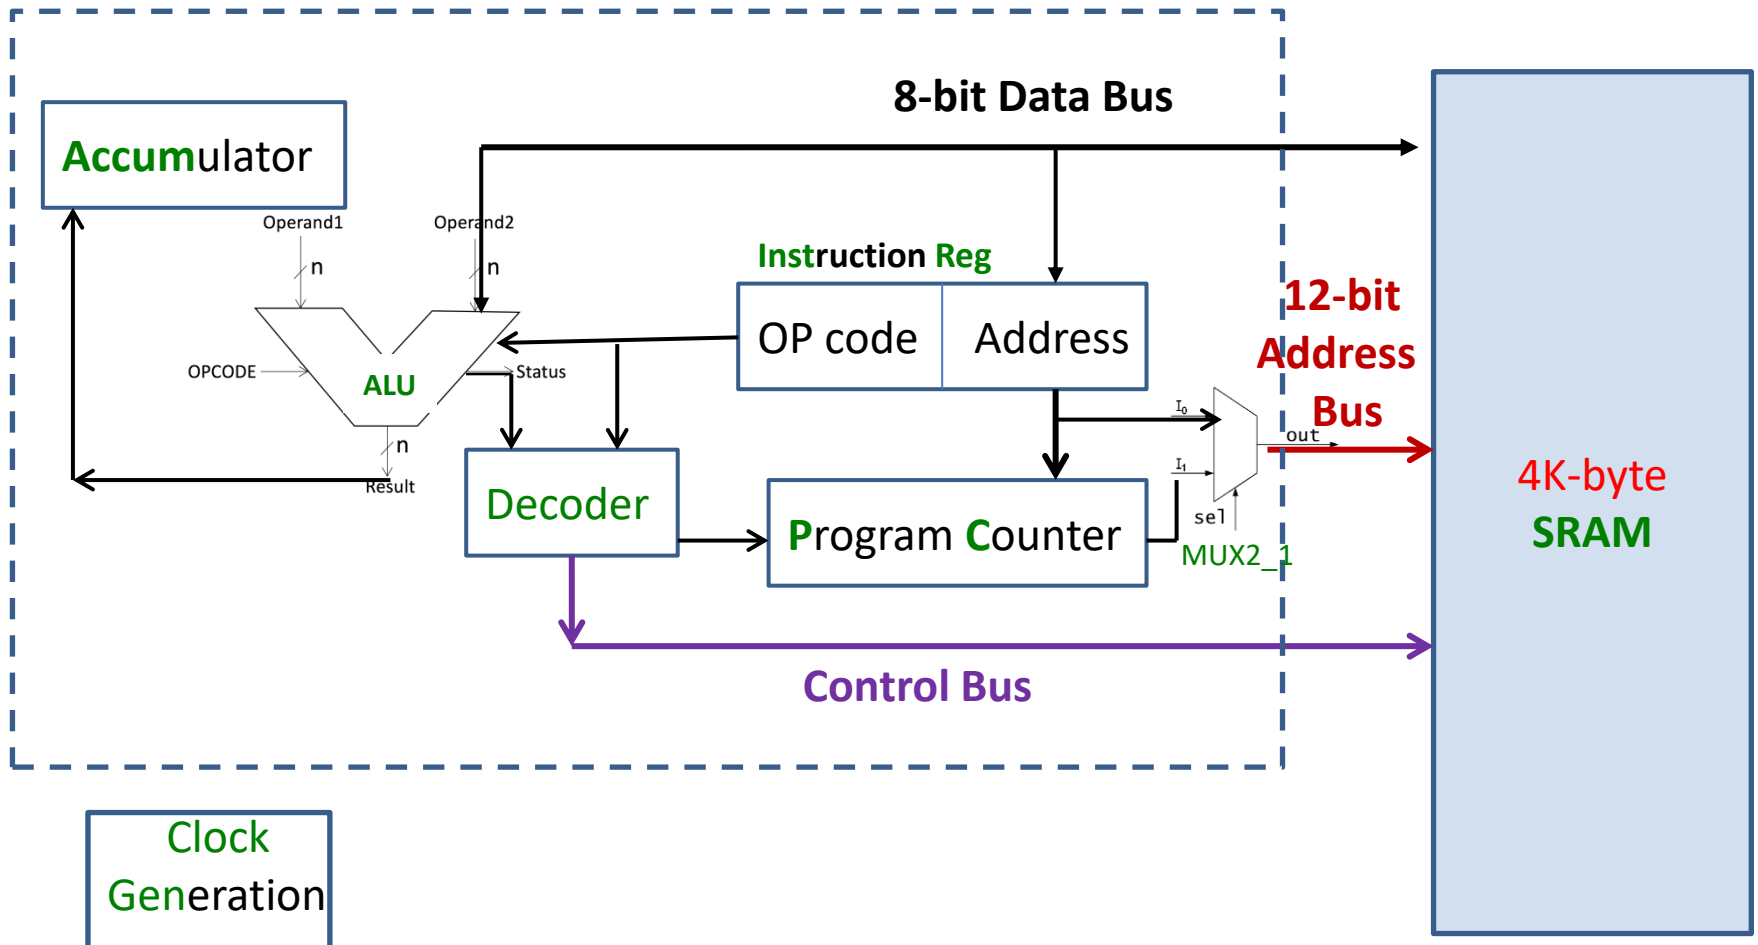 8-bit Data Bus
Accumulator
Operand1
Operand2
n
n
Instruction Reg
OP code
Address
12-bit
Address
Bus
OPCODE
ALU
Status
n
Result
I0
I1
out
sel
MUX2_1
Decoder
Program Counter
4K-byte
SRAM
Control Bus
Clock
Generation